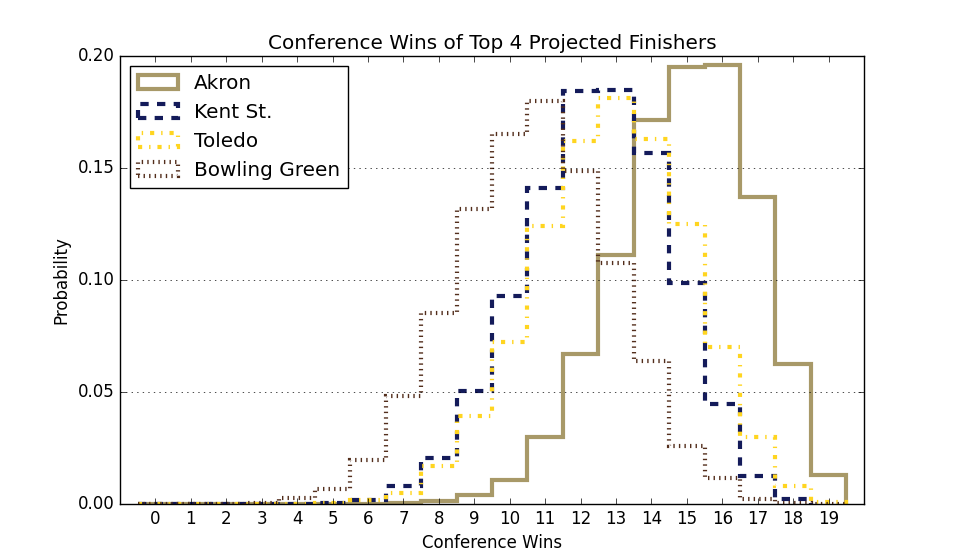 Conference Wins of Top 4 Projected Finishers
0.20
0.15
0.10
0.05
0.00
Probability
Akron
Kent St.
Toledo
Bowling Green
0 1 2 3 4 5 6 7 8 9 10 11 12 13 14 15 16 17 18 19
Conference Wins